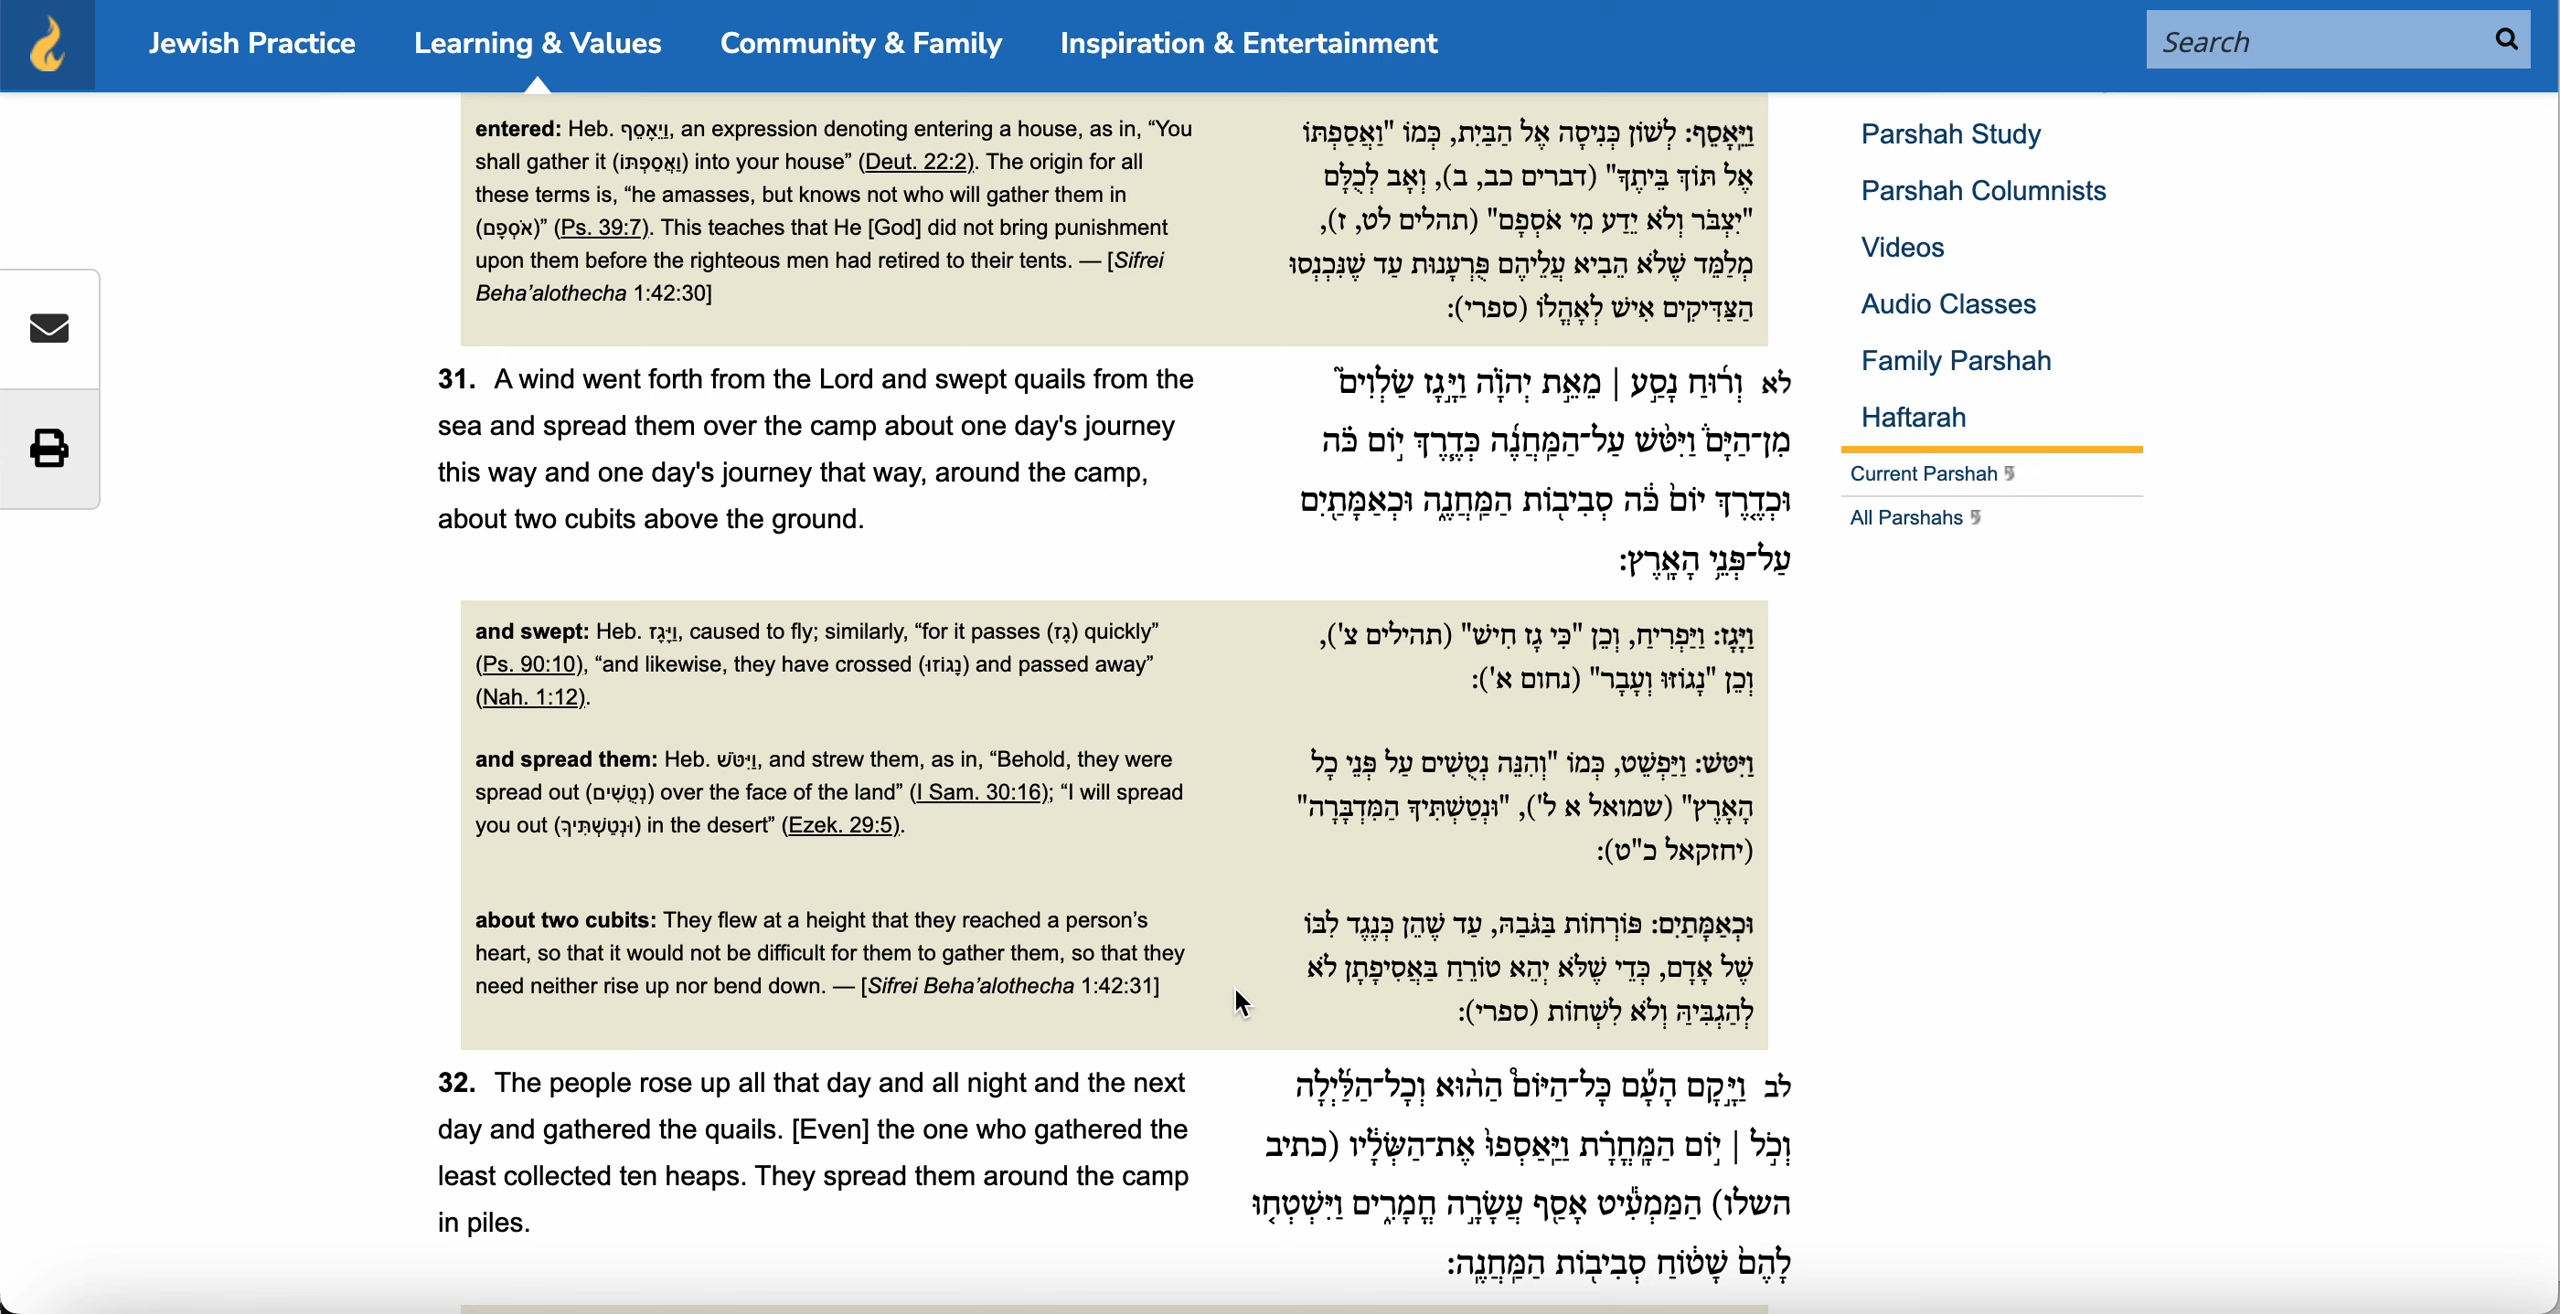 Jewish Practice
Learning & Values
Community & Family
Inspiration & Entertainment
Search
entered: Heb. וַיֵּאָסֵף, an expression denoting entering a house, as in, “You
shall gather it (וַאֲסַפְתּוֹ) into your house” (Deut. 22:2). The origin for all
these terms is, “he amasses, but knows not who will gather them in
(אֹסְפָם)” (Ps. 39:7). This teaches that He [God] did not bring punishment
upon them before the righteous men had retired to their tents. — [Sifrei
Beha’alothecha 1:42:30]
וַיֵּאָסֵף: לְשׁוֹן כְּנִיסָה אֶל הַבַּיִת, כְּמוֹ "וַאֲסַפְתּוֹ
אֶל תּוֹךְ בֵּיתֶךָ" (דברים כב, ב), וְאָב לְכֻלָּם
"יִצְבֹּר וְלֹא יֵדַע מִי אֹסְפָם" (תהלים לט, ז),
מְלַמֵּד שֶׁלֹא הֵבִיא עֲלֵיהֶם פֻּרְעָנוּת עַד שֶׁנִּכְנְסוּ
הַצַּדִּיקִים אִישׁ לְאָהֳלוֹ (ספרי):
31. A wind went forth from the Lord and swept quails from the
sea and spread them over the camp about one day's journey
this way and one day's journey that way, around the camp,
about two cubits above the ground.
לא וְר֜וּחַ נָסַ֣ע | מֵאֵ֣ת יְהֹוָ֗ה וַיָּ֣גָז שַׂלְוִים֘
מִן־הַיָּם֒ וַיִּטֹּ֨שׁ עַל־הַמַּֽחֲנֶ֜ה כְּדֶ֧רֶךְ י֣וֹם כֹּ֗ה
וּכְדֶ֤רֶךְ יוֹם֙ כֹּ֔ה סְבִיב֖וֹת הַמַּֽחֲנֶ֑ה וּכְאַמָּתַ֖יִם
עַל־פְּנֵ֥י הָאָֽרֶץ:
and swept: Heb. וַיָּגָז, caused to fly; similarly, “for it passes (גָז) quickly”
(Ps. 90:10), “and likewise, they have crossed (נָגוֹזּוּ) and passed away”
(Nah. 1:12).
וַיָּגָז: וַיַּפְרִיחַ, וְכֵן "כִּי גָז חִישׁ" (תהילים צ'),
וְכֵן "נָגוֹזּוּ וְעָבָר" (נחום א'):
and spread them: Heb. וַיִּטֹּשׁ, and strew them, as in, “Behold, they were
spread out (נְטֻשִׁים) over the face of the land” (I Sam. 30:16); “I will spread
you out (וּנְטַשְׁתִּיךָ) in the desert” (Ezek. 29:5).
וַיִּטֹּשׁ: וַיִּפְשֹׁט, כְּמוֹ "וְהִנֵּה נְטֻשִׁים עַל פְּנֵי כָל
הָאָרֶץ" (שמואל א ל'), "וּנְטַשְׁתִּיךָ הַמִּדְבָּרָה"
(יחזקאל כ"ט):
about two cubits: They flew at a height that they reached a person’s
heart, so that it would not be difficult for them to gather them, so that they
need neither rise up nor bend down. — [Sifrei Beha’alothecha 1:42:31]
וּכְאַמָּתַיִם: פּוֹרְחוֹת בַּגֹּבַהּ, עַד שֶׁהֵן כְּנֶגֶד לִבּוֹ
שֶׁל אָדָם, כְּדֵי שֶׁלֹּא יְהֵא טוֹרֵחַ בַּאֲסִיפָתָן לֹא
לְהַגְבִּיהַּ וְלֹא לִשְׁחוֹת (ספרי):
32. The people rose up all that day and all night and the next
day and gathered the quails. [Even] the one who gathered the
least collected ten heaps. They spread them around the camp
in piles.
לב וַיָּ֣קָם הָעָ֡ם כָּל־הַיּוֹם֩ הַה֨וּא וְכָל־הַלַּ֜יְלָה
וְכֹ֣ל | י֣וֹם הַמָּֽחֳרָ֗ת וַיַּֽאַסְפוּ֙ אֶת־הַשְּׂלָ֔יו (כתיב
השלו) הַמַּמְעִ֕יט אָסַ֖ף עֲשָׂרָ֣ה חֳמָרִ֑ים וַיִּשְׁטְח֤וּ
לָהֶם֙ שָׁט֔וֹחַ סְבִיב֖וֹת הַמַּֽחֲנֶֽה:
Parshah Study
Parshah Columnists
Videos
Audio Classes
Family Parshah
Haftarah
Current Parshah
All Parshahs